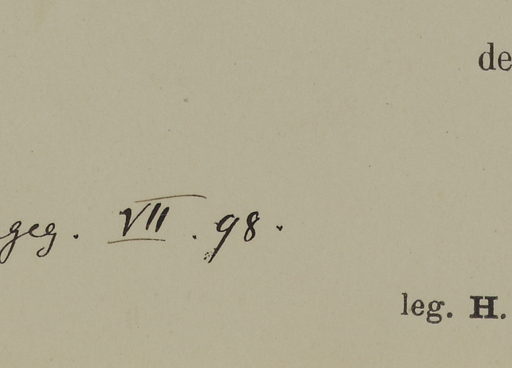 de
geg. VII. 98.
leg. H.